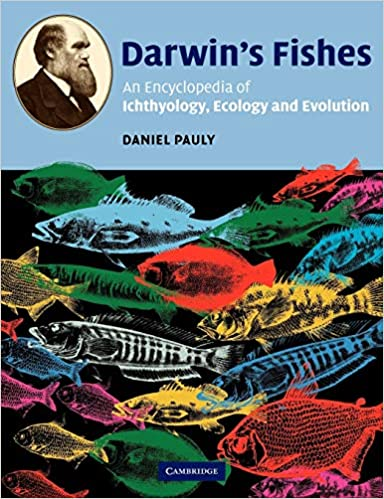 Darwin's Fishes
An Encyclopedia of
Ichthyology, Ecology and Evolution
DANIEL PAULY
CAMBRIDGE